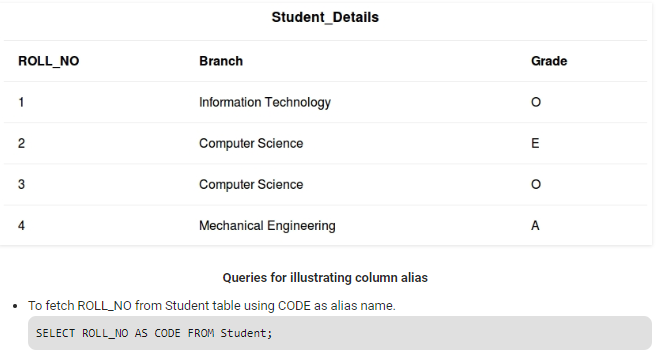 Student_Details
ROLL_NO Branch Grade
1 Information Technology O
2 Computer Science E
3 Computer Science O
4 Mechanical Engineering A
Queries for illustrating column alias
• To fetch ROLL_NO from Student table using CODE as alias name.
SELECT ROLL_NO AS CODE FROM Student;